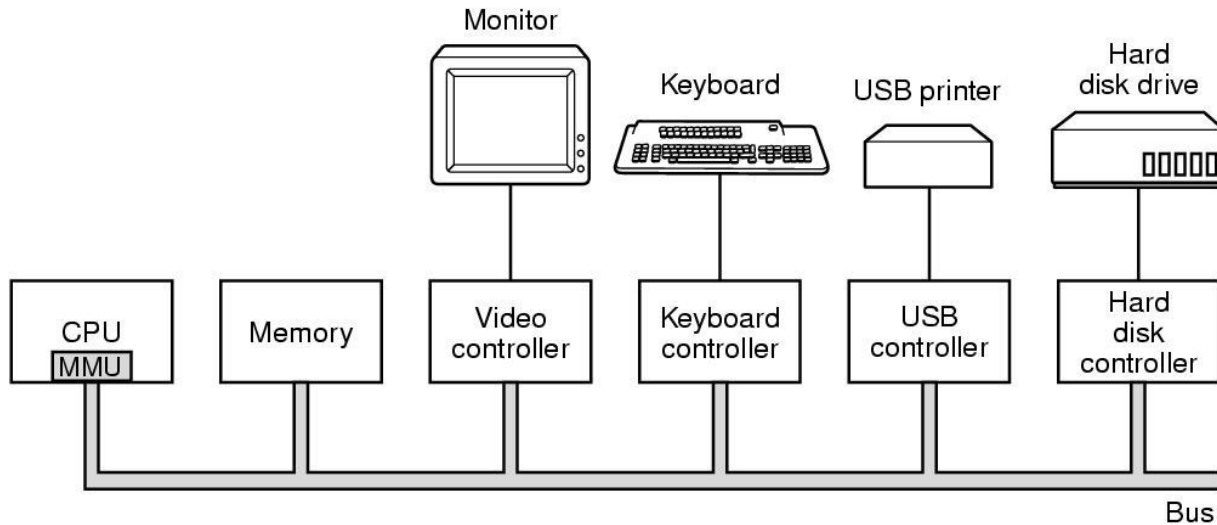 Monitor
Keyboard
USB printer
Hard
disk drive
CPU
MMU
Memory
Video
controller
Keyboard
controller
USB
controller
Hard
disk
controller
Bus